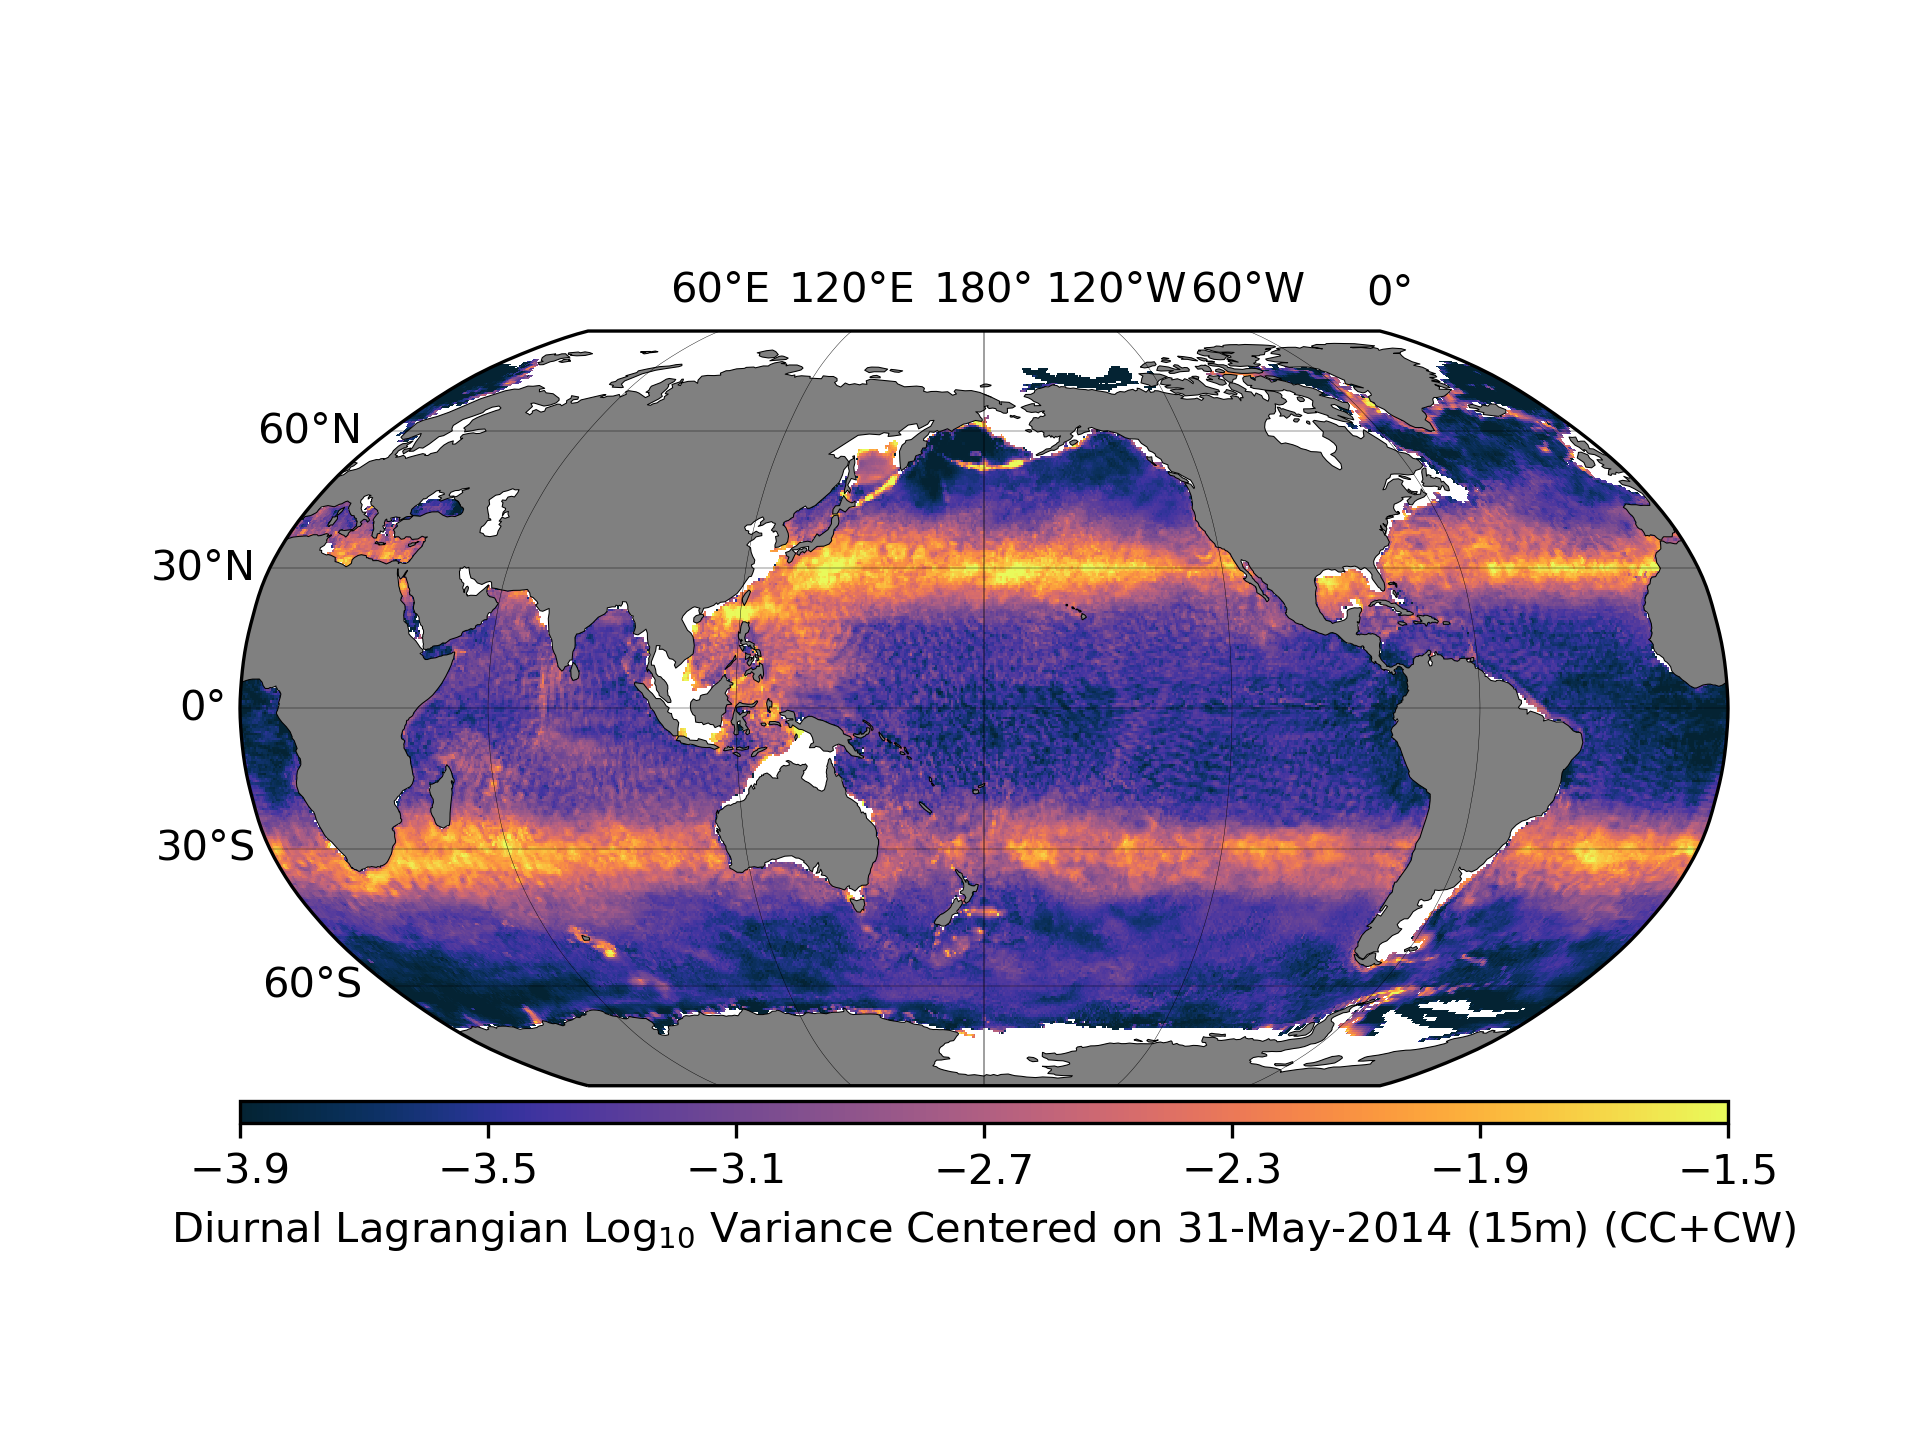 60°E 120°E 180° 120°W 60°W 0°
60°N
30°N
0°
30°S
60°S
−3.9 −3.5 −3.1 −2.7 −2.3 −1.9 −1.5
Diurnal Lagrangian Log₁₀ Variance Centered on 31-May-2014 (15m) (CC+CW)